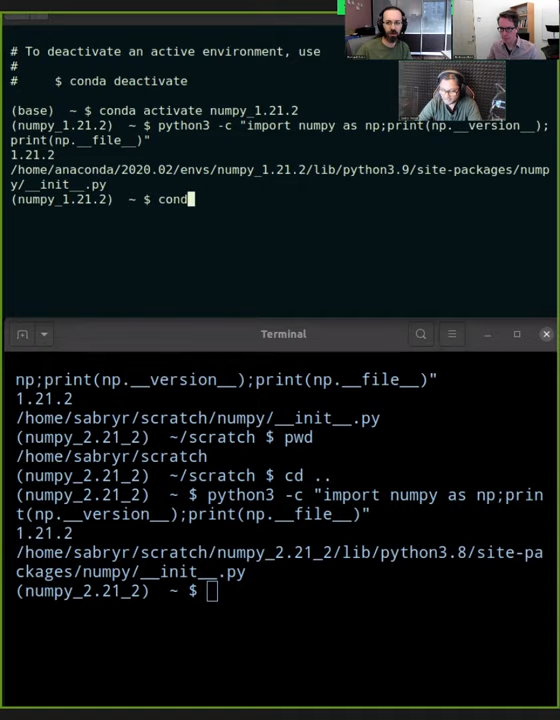 # To deactivate an active environment, use
#
#     $ conda deactivate
(base)  ~ $ conda activate numpy_1.21.2
(numpy_1.21.2)  ~ $ python3 -c "import numpy as np;print(np.__version__);
print(np.__file__)"
1.21.2
/home/anaconda/2020.02/envs/numpy_1.21.2/lib/python3.9/site-packages/nump
y/__init__.py
(numpy_1.21.2)  ~ $ cond
Terminal
np;print(np.__version__);print(np.__file__)"
1.21.2
/home/sabryr/scratch/numpy/__init__.py
(numpy_2.21_2)  ~/scratch $ pwd
/home/sabryr/scratch
(numpy_2.21_2)  ~/scratch $ cd ..
(numpy_2.21_2)  ~ $ python3 -c "import numpy as np;prin
t(np.__version__);print(np.__file__)"
1.21.2
/home/sabryr/scratch/numpy_2.21_2/lib/python3.8/site-pa
ckages/numpy/__init__.py
(numpy_2.21_2)  ~ $